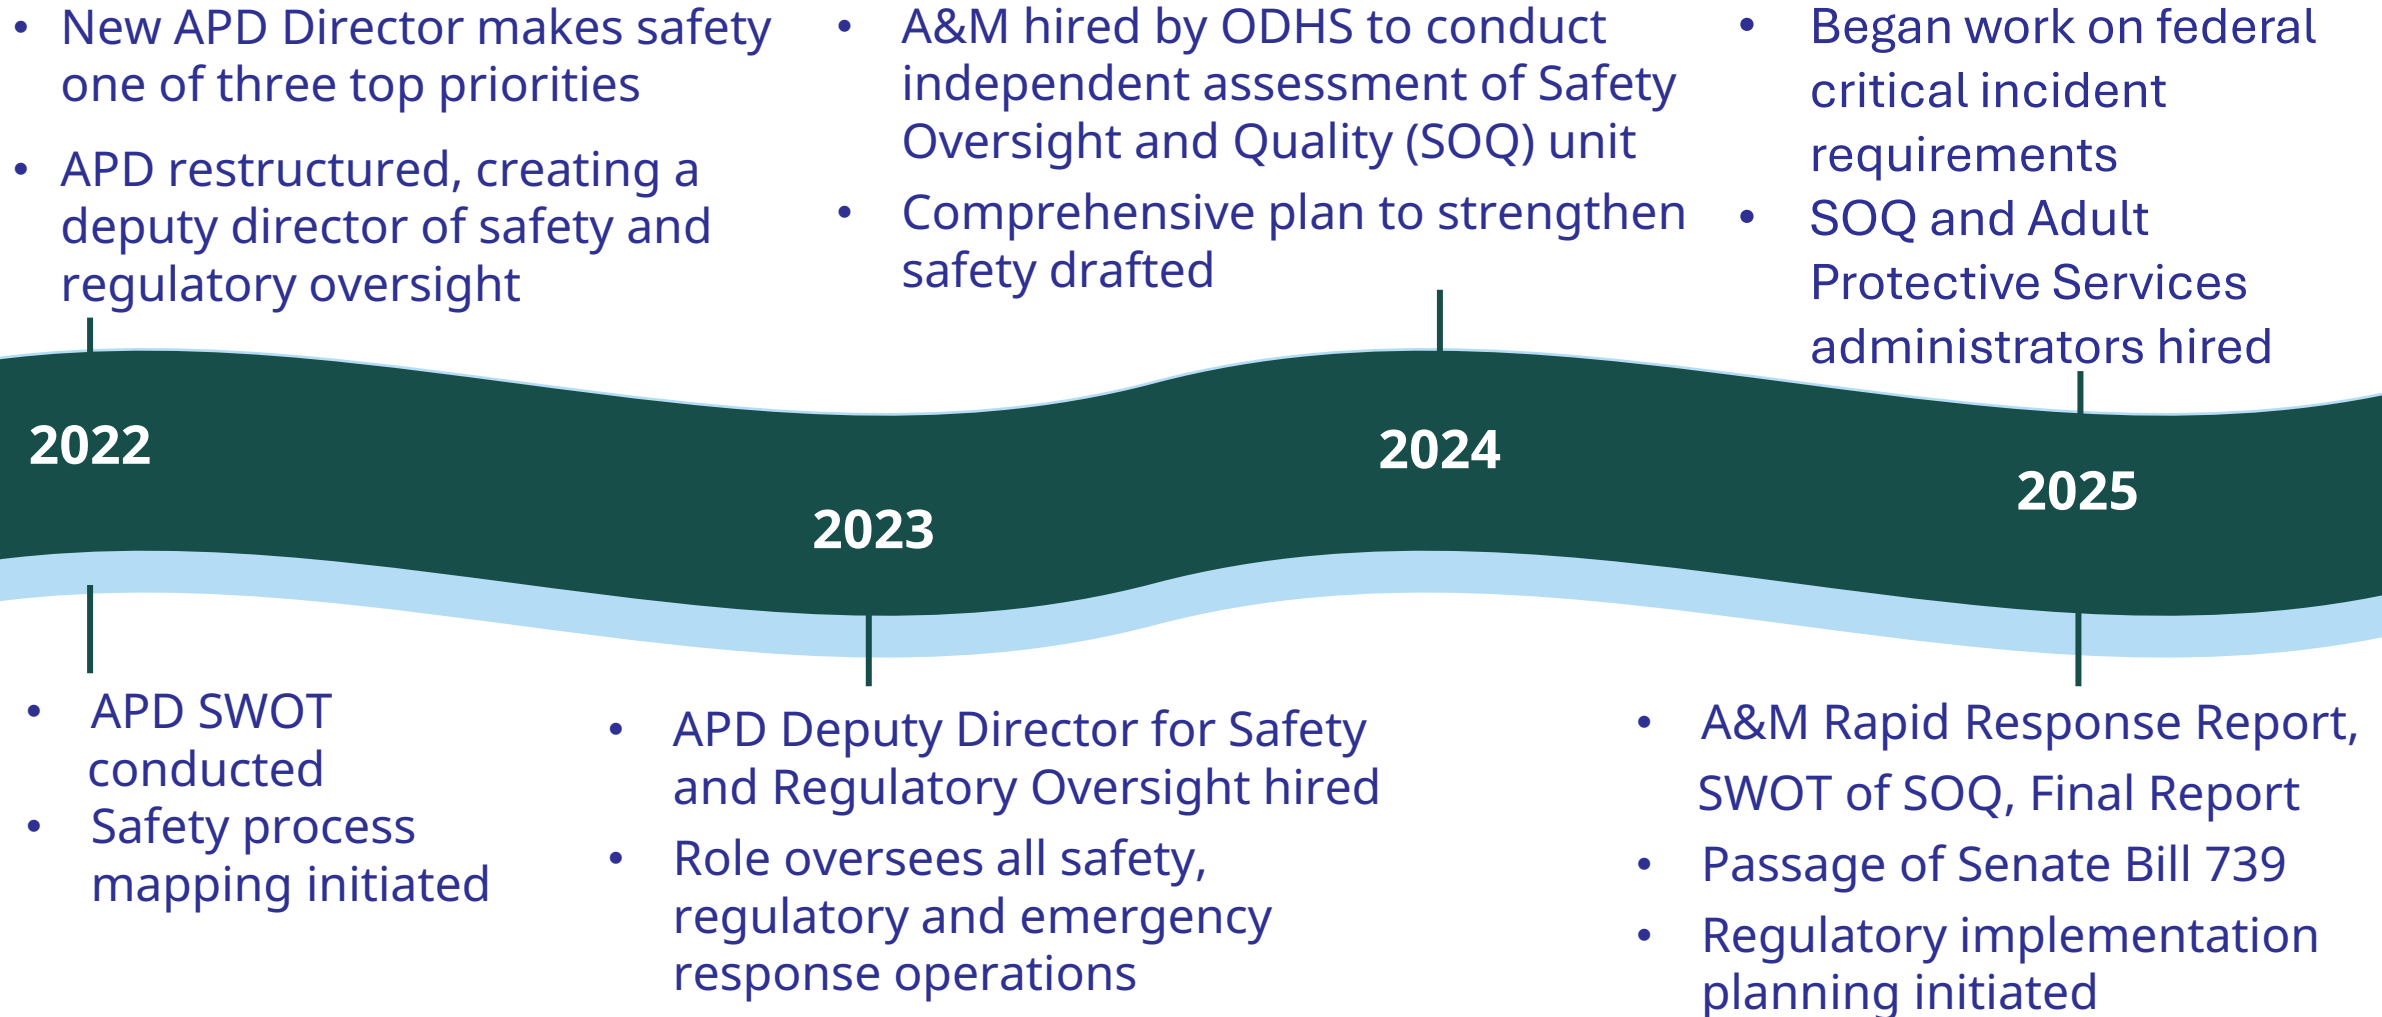 • New APD Director makes safety
one of three top priorities
• APD restructured, creating a
deputy director of safety and
regulatory oversight
• A&M hired by ODHS to conduct
independent assessment of Safety
Oversight and Quality (SOQ) unit
• Comprehensive plan to strengthen
safety drafted
• Began work on federal
critical incident
requirements
• SOQ and Adult
Protective Services
administrators hired
2022
2023
2024
2025
• APD SWOT
conducted
• Safety process
mapping initiated
• APD Deputy Director for Safety
and Regulatory Oversight hired
• Role oversees all safety,
regulatory and emergency
response operations
• A&M Rapid Response Report,
SWOT of SOQ, Final Report
• Passage of Senate Bill 739
• Regulatory implementation
planning initiated